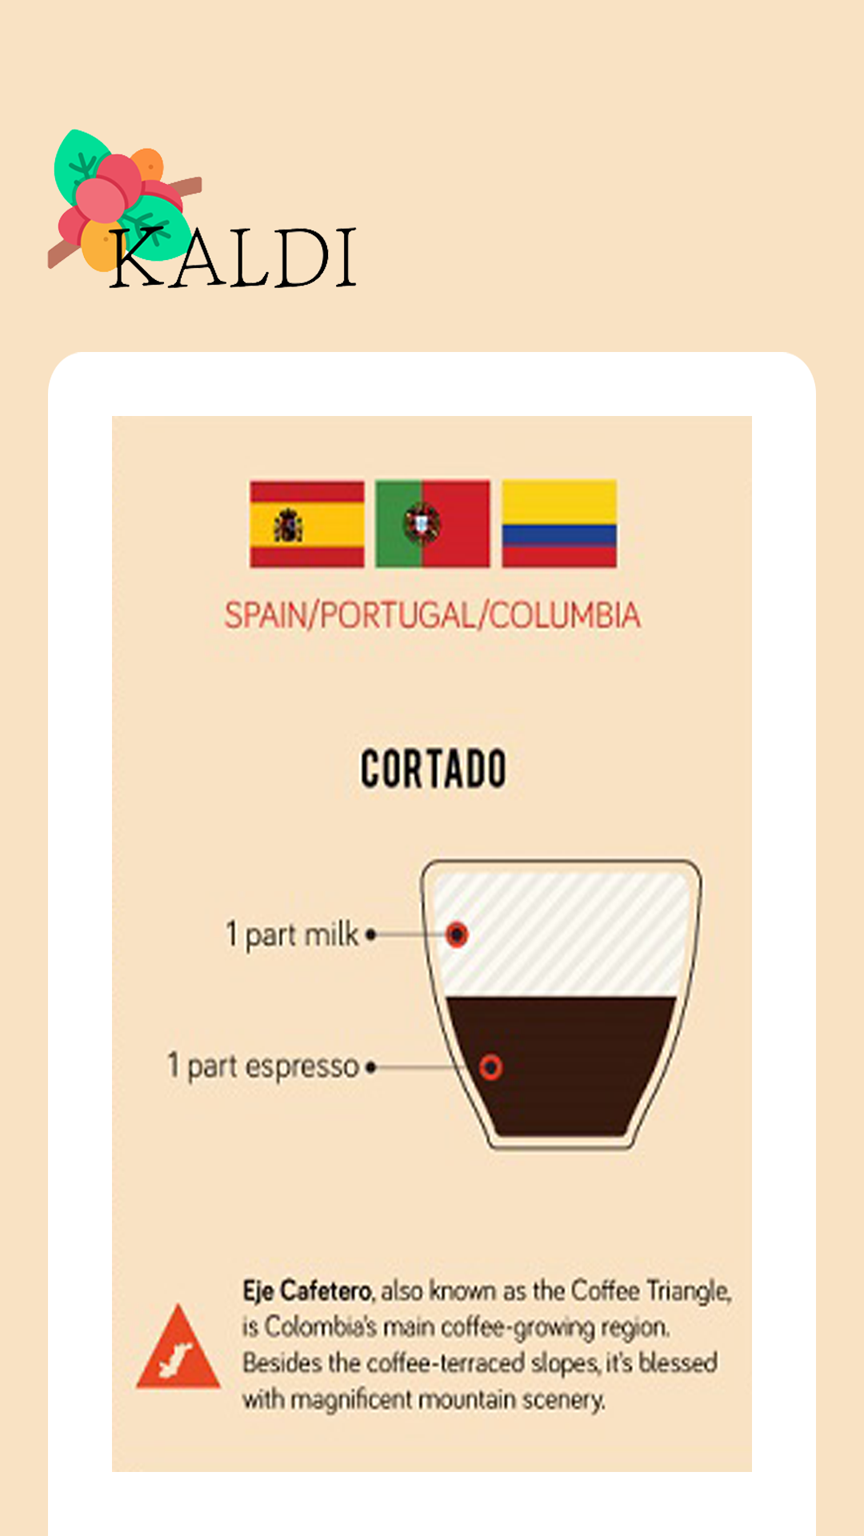 KALDI
SPAIN/PORTUGAL/COLUMBIA
CORTADO
1 part milk
1 part espresso
Eje Cafetero, also known as the Coffee Triangle,
is Colombia's main coffee-growing region.
Besides the coffee-terraced slopes, it's blessed
with magnificent mountain scenery.